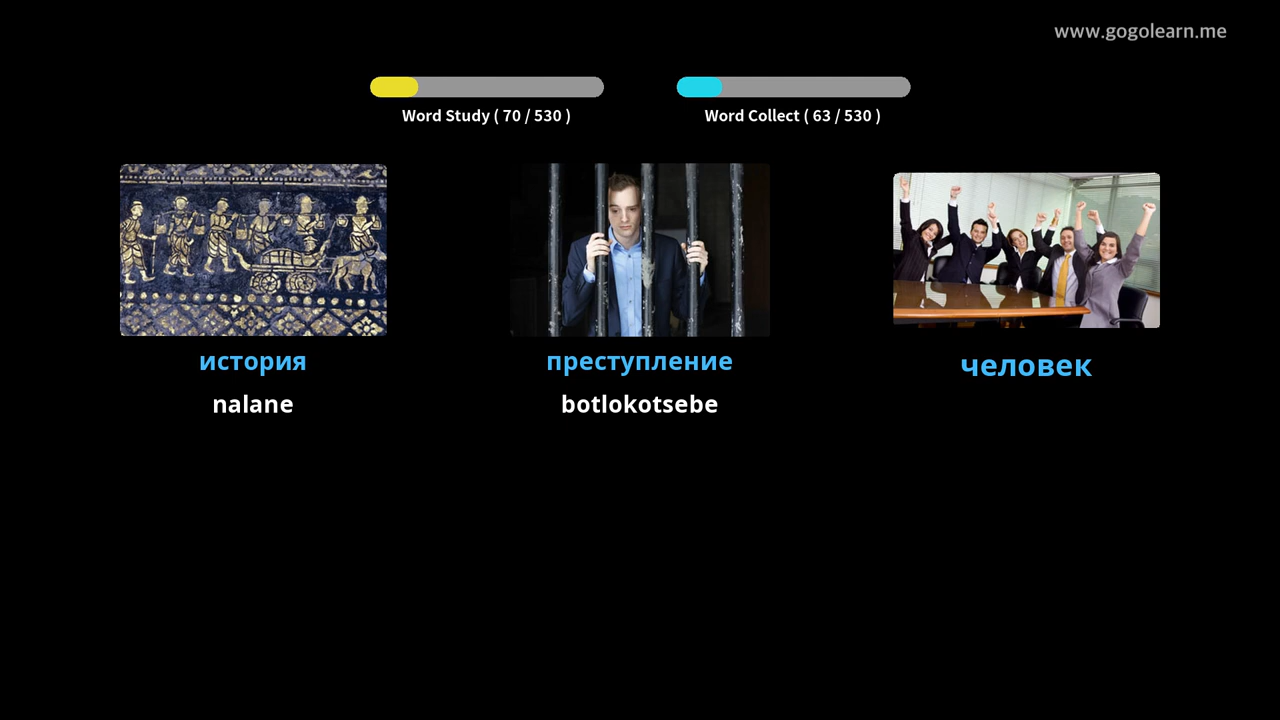 www.gogolearn.me
Word Study ( 70 / 530 )
Word Collect ( 63 / 530 )
история
преступление
человек
nalane
botlokotsebe